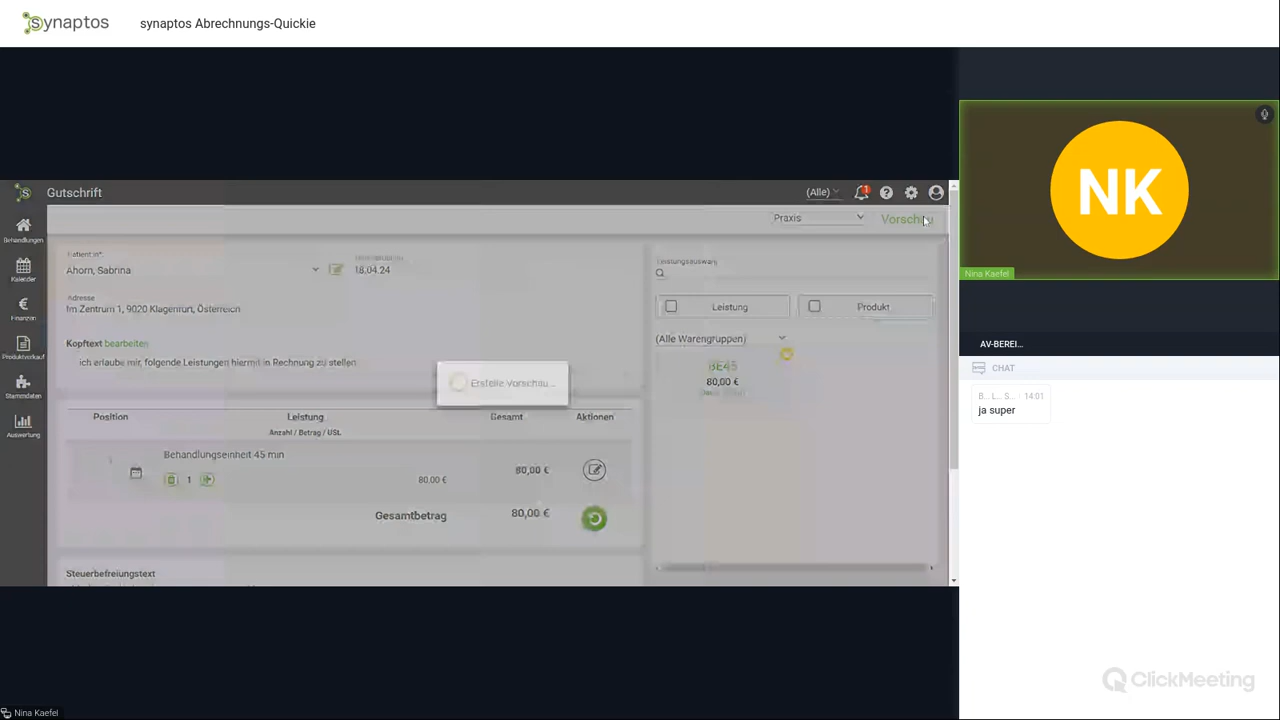 synaptos
synaptos Abrechnungs-Quickie
NK
Nina Kaefel
AV-BEREI...
CHAT
B... L... S... · 14:01
ja super
Gutschrift
(Alle)
1
Praxis
Vorschau
Behandlungen
Kalender
Finanzen
Produktverkauf
Stammdaten
Auswertung
Patient:in*:
Ahorn, Sabrina
18.04.24
Adresse
Im Zentrum 1, 9020 Klagenfurt, Österreich
Kopftext bearbeiten
ich erlaube mir, folgende Leistungen hiermit in Rechnung zu stellen
Leistungsauswahl
Leistung
Produkt
(Alle Warengruppen)
BE45
80,00 €
Erstelle Vorschau...
Position
Leistung
Gesamt
Aktionen
Anzahl / Betrag / USt.
Behandlungseinheit 45 min
1
80,00 €
80,00 €
Gesamtbetrag
80,00 €
Steuerbefreiungstext
ClickMeeting
Nina Kaefel